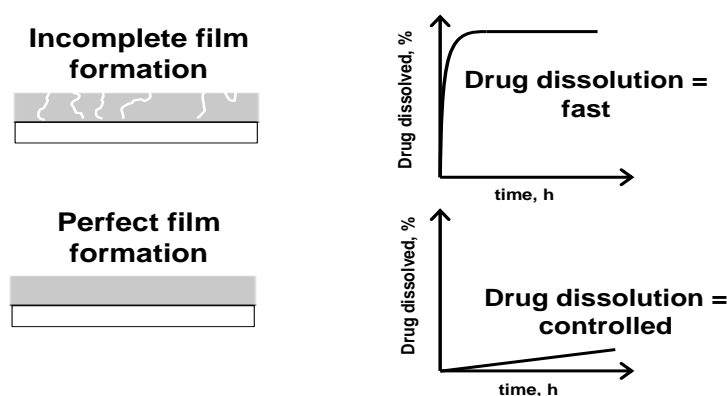 Incomplete film
formation
Drug dissolved, %
Drug dissolution =
fast
time, h
Perfect film
formation
Drug dissolved, %
Drug dissolution =
controlled
time, h